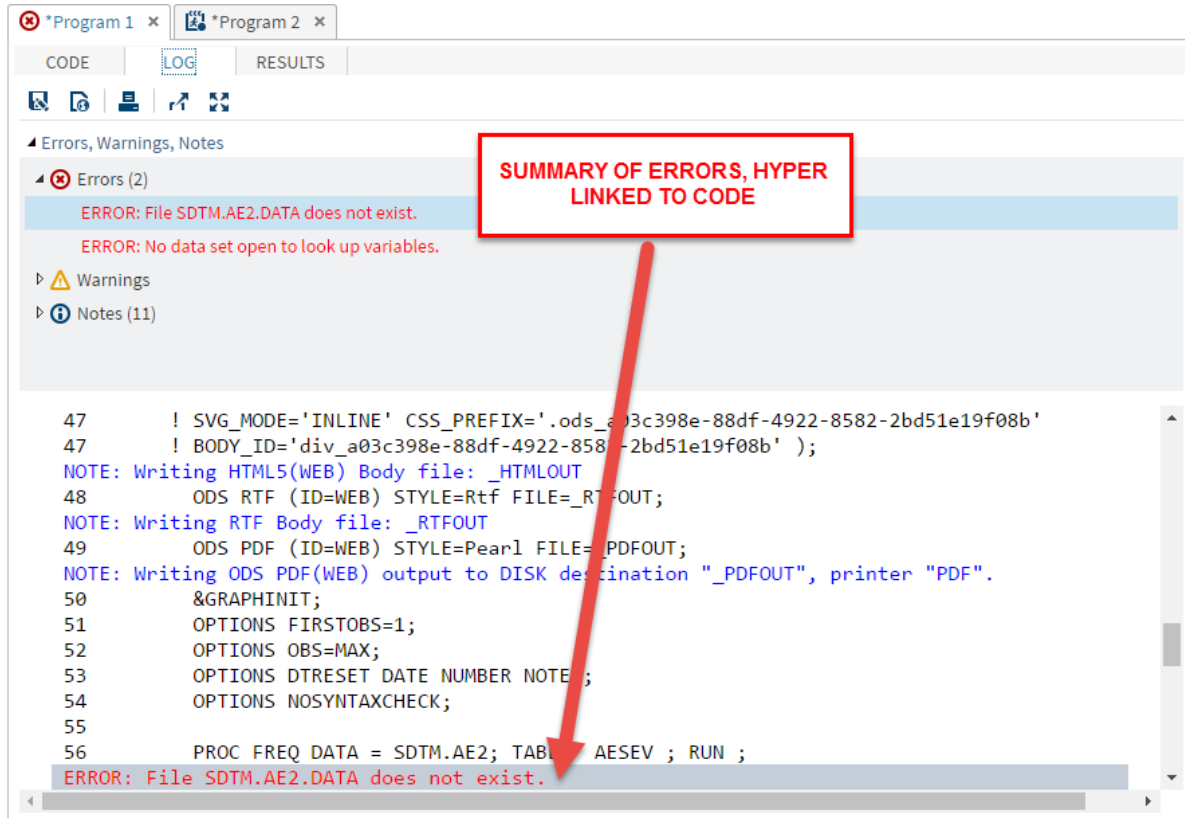 *Program 1 × *Program 2 ×
CODE LOG RESULTS
Errors, Warnings, Notes
Errors (2)
ERROR: File SDTM.AE2.DATA does not exist.
ERROR: No data set open to look up variables.
Warnings
Notes (11)
SUMMARY OF ERRORS, HYPER
LINKED TO CODE
47 ! SVG_MODE='INLINE' CSS_PREFIX='.ods_a03c398e-88df-4922-8582-2bd51e19f08b'
47 ! BODY_ID='div_a03c398e-88df-4922-8582-2bd51e19f08b' );
NOTE: Writing HTML5(WEB) Body file: _HTMLOUT
48 ODS RTF (ID=WEB) STYLE=Rtf FILE=_RTFOUT;
NOTE: Writing RTF Body file: _RTFOUT
49 ODS PDF (ID=WEB) STYLE=Pearl FILE=_PDFOUT;
NOTE: Writing ODS PDF(WEB) output to DISK destination "_PDFOUT", printer "PDF".
50 &GRAPHINIT;
51 OPTIONS FIRSTOBS=1;
52 OPTIONS OBS=MAX;
53 OPTIONS DTRESET DATE NUMBER NOTES;
54 OPTIONS NOSYNTAXCHECK;
55
56 PROC FREQ DATA = SDTM.AE2; AESEV ; RUN ;
ERROR: File SDTM.AE2.DATA does not exist.